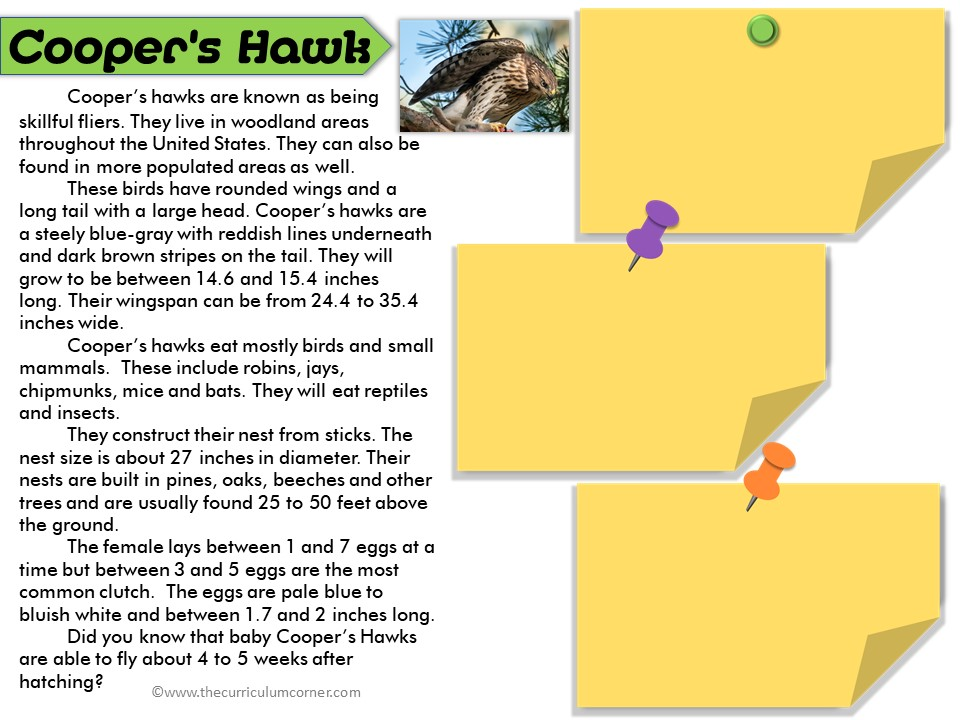 Cooper's Hawk
Cooper's hawks are known as being
skillful fliers. They live in woodland areas
throughout the United States. They can also be
found in more populated areas as well.
These birds have rounded wings and a
long tail with a large head. Cooper's hawks are
a steely blue-gray with reddish lines underneath
and dark brown stripes on the tail. They will
grow to be between 14.6 and 15.4 inches
long. Their wingspan can be from 24.4 to 35.4
inches wide.
Cooper's hawks eat mostly birds and small
mammals.  These include robins, jays,
chipmunks, mice and bats. They will eat reptiles
and insects.
They construct their nest from sticks. The
nest size is about 27 inches in diameter. Their
nests are built in pines, oaks, beeches and other
trees and are usually found 25 to 50 feet above
the ground.
The female lays between 1 and 7 eggs at a
time but between 3 and 5 eggs are the most
common clutch.  The eggs are pale blue to
bluish white and between 1.7 and 2 inches long.
Did you know that baby Cooper's Hawks
are able to fly about 4 to 5 weeks after
hatching?
©www.thecurriculumcorner.com